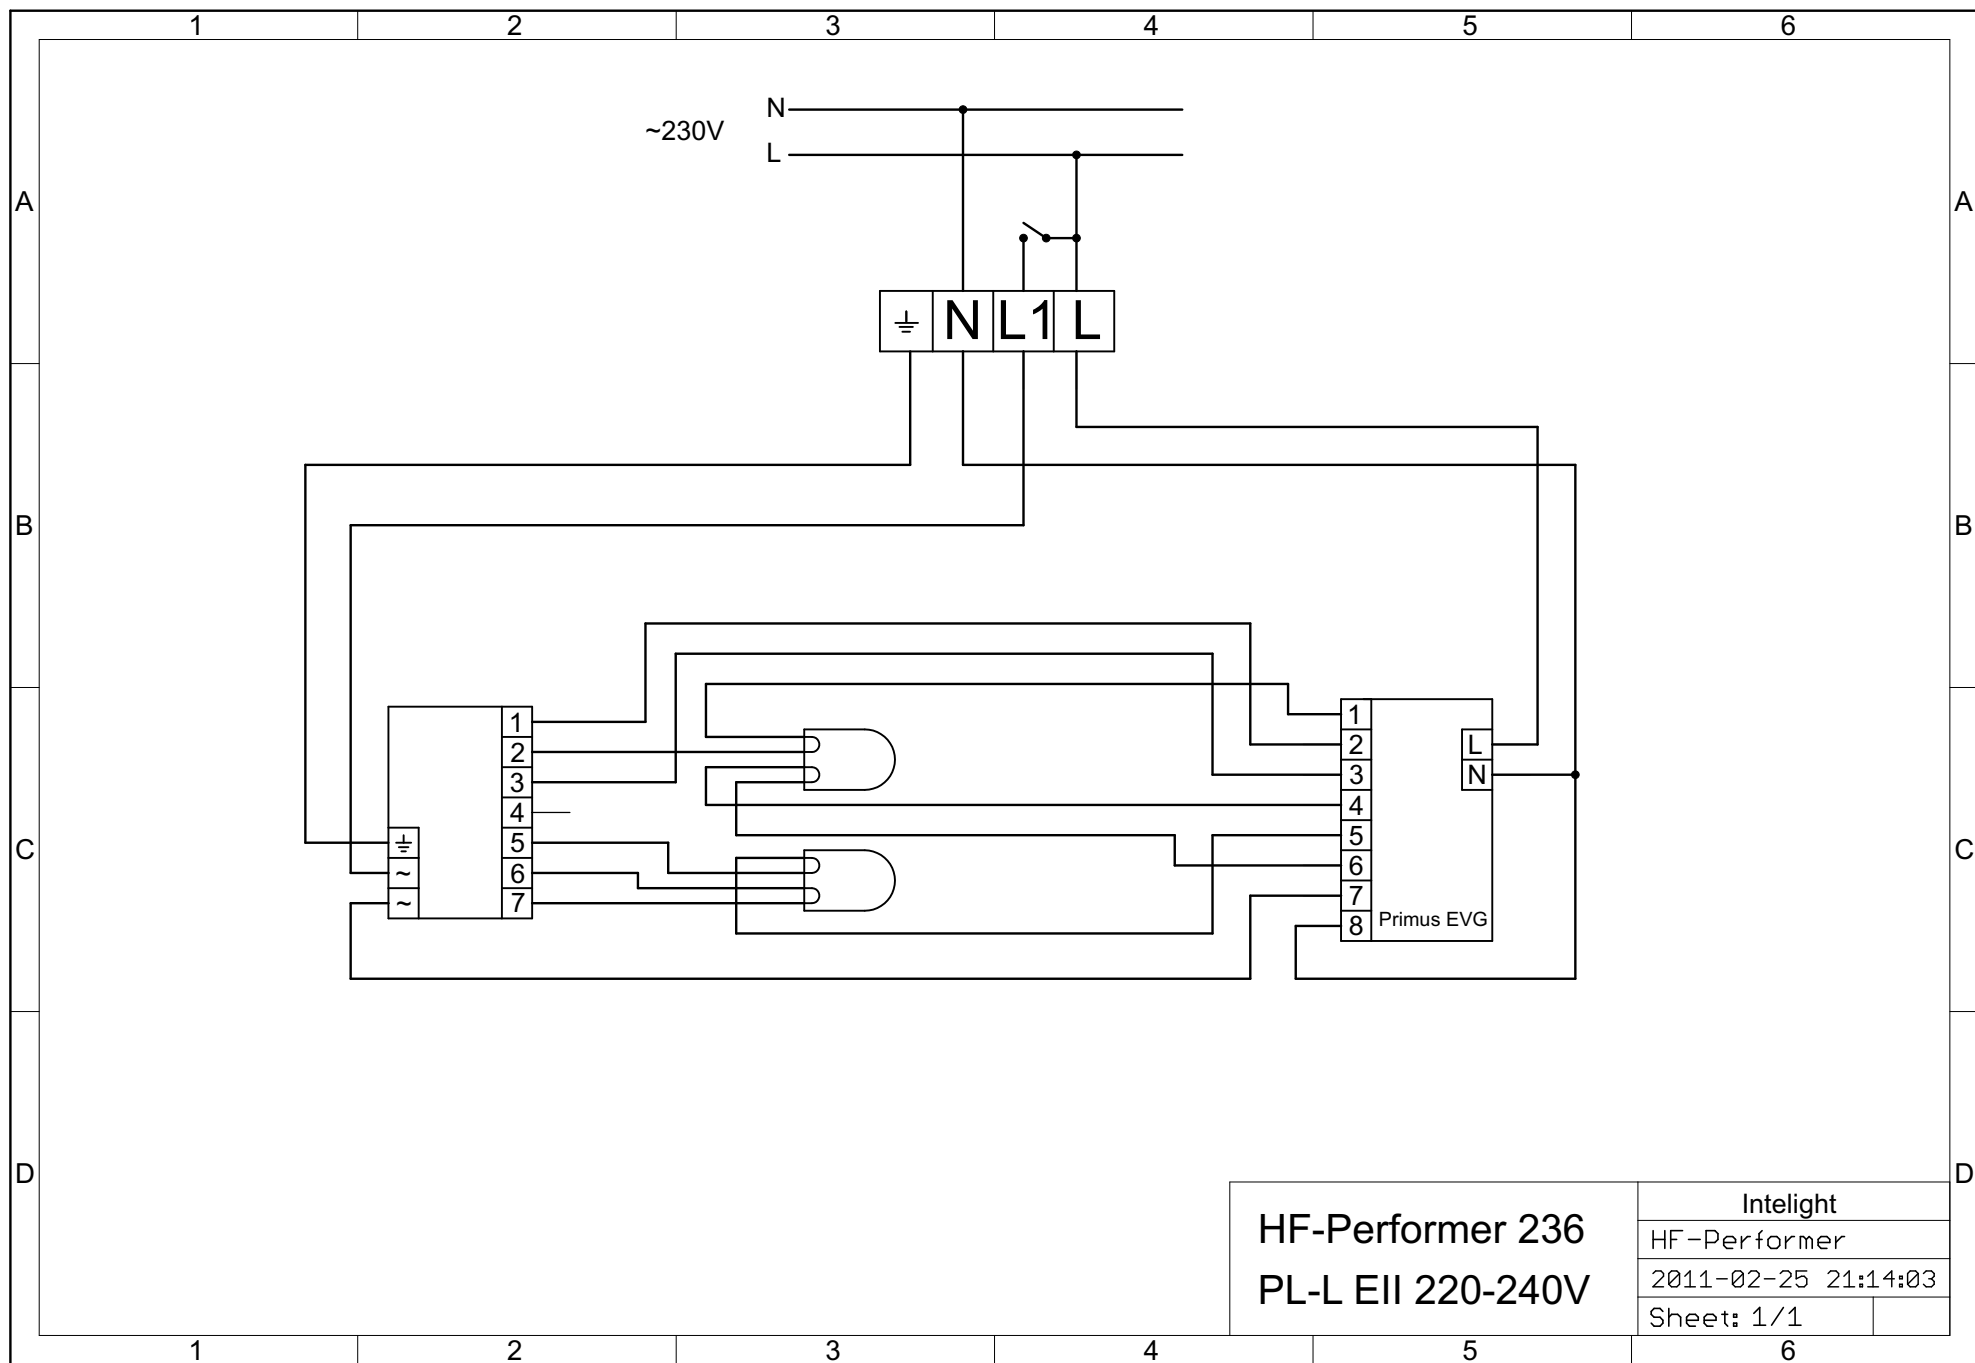 1 2 3 4 5 6
N
~230V
L
A A
⏚ N L1 L
B B
1 1
2 2 L
3 3 N
4 4
C ⏚ 5 5 C
~ 6 6
~ 7 7
8 Primus EVG
D D
HF-Performer 236
PL-L EII 220-240V
Intelight
HF-Performer
2011-02-25 21:14:03
Sheet: 1/1
1 2 3 4 5 6